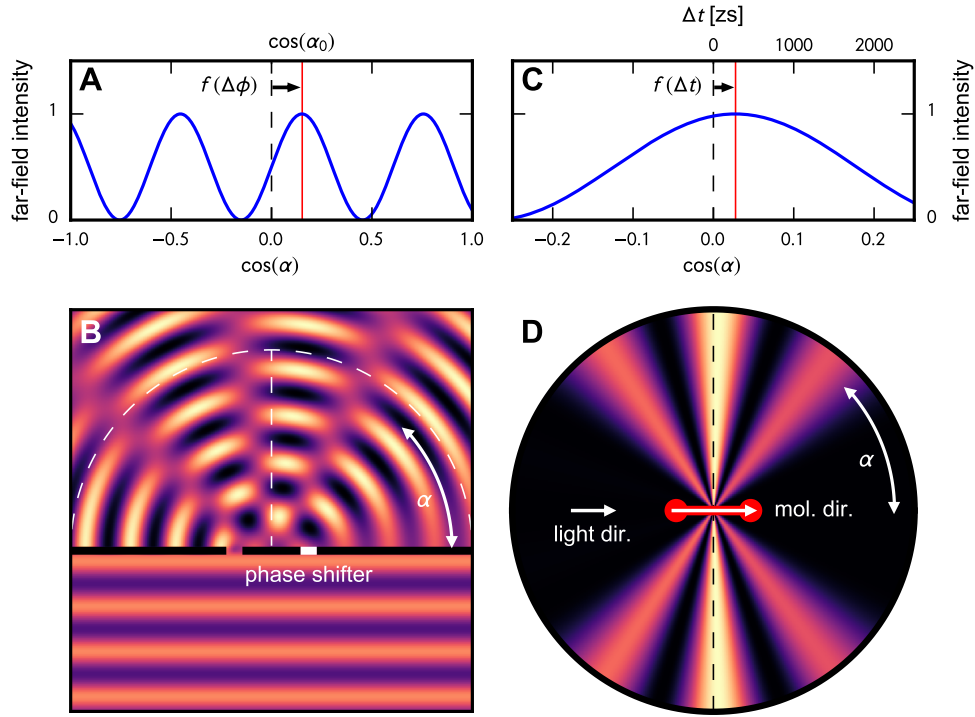 cos(α₀)
A
f(Δϕ)
far-field intensity
1
0
−1.0 −0.5 0.0 0.5 1.0
cos(α)
Δt [zs]
0 1000 2000
C
f(Δt)
1
0
far-field intensity
−0.2 −0.1 0.0 0.1 0.2
cos(α)
B
α
phase shifter
D
α
light dir.
mol. dir.